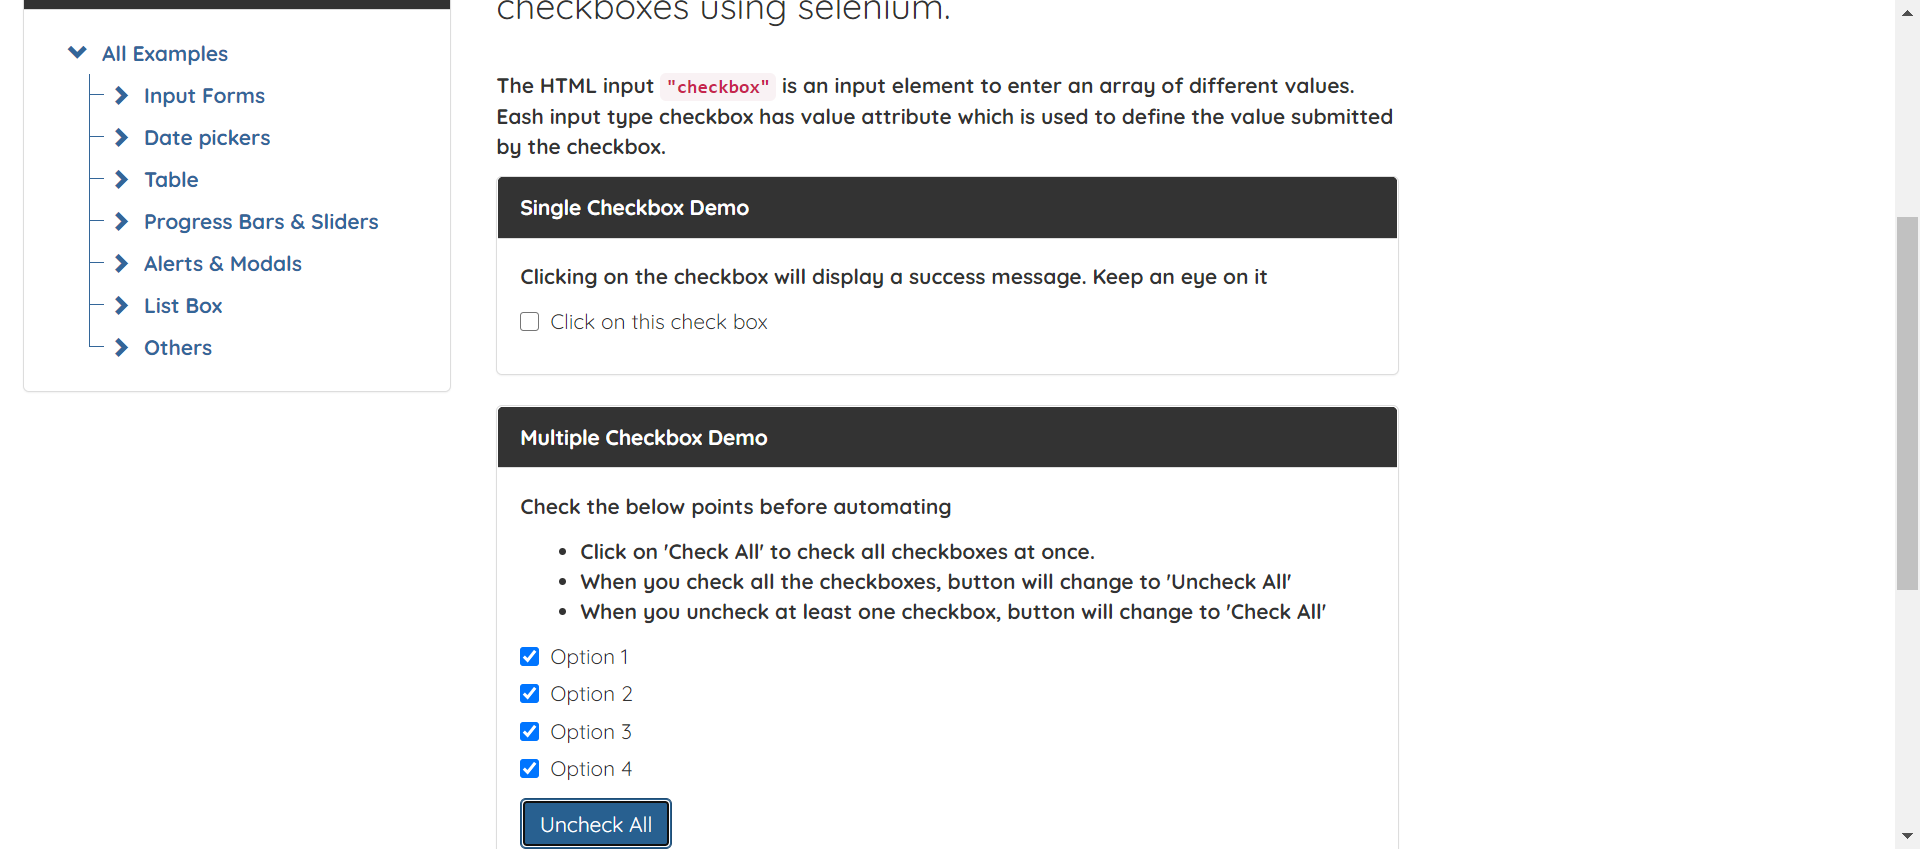 All Examples
Input Forms
Date pickers
Table
Progress Bars & Sliders
Alerts & Modals
List Box
Others
checkboxes using selenium.
The HTML input "checkbox" is an input element to enter an array of different values.
Eash input type checkbox has value attribute which is used to define the value submitted
by the checkbox.
Single Checkbox Demo
Clicking on the checkbox will display a success message. Keep an eye on it
Click on this check box
Multiple Checkbox Demo
Check the below points before automating
• Click on 'Check All' to check all checkboxes at once.
• When you check all the checkboxes, button will change to 'Uncheck All'
• When you uncheck at least one checkbox, button will change to 'Check All'
Option 1
Option 2
Option 3
Option 4
Uncheck All